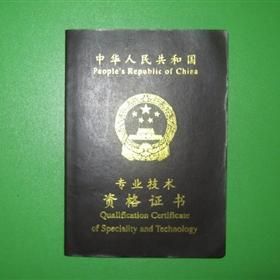 中华人民共和国
People's Republic of China
专业技术
资格证书
Qualification Certificate
of Speciality and Technology